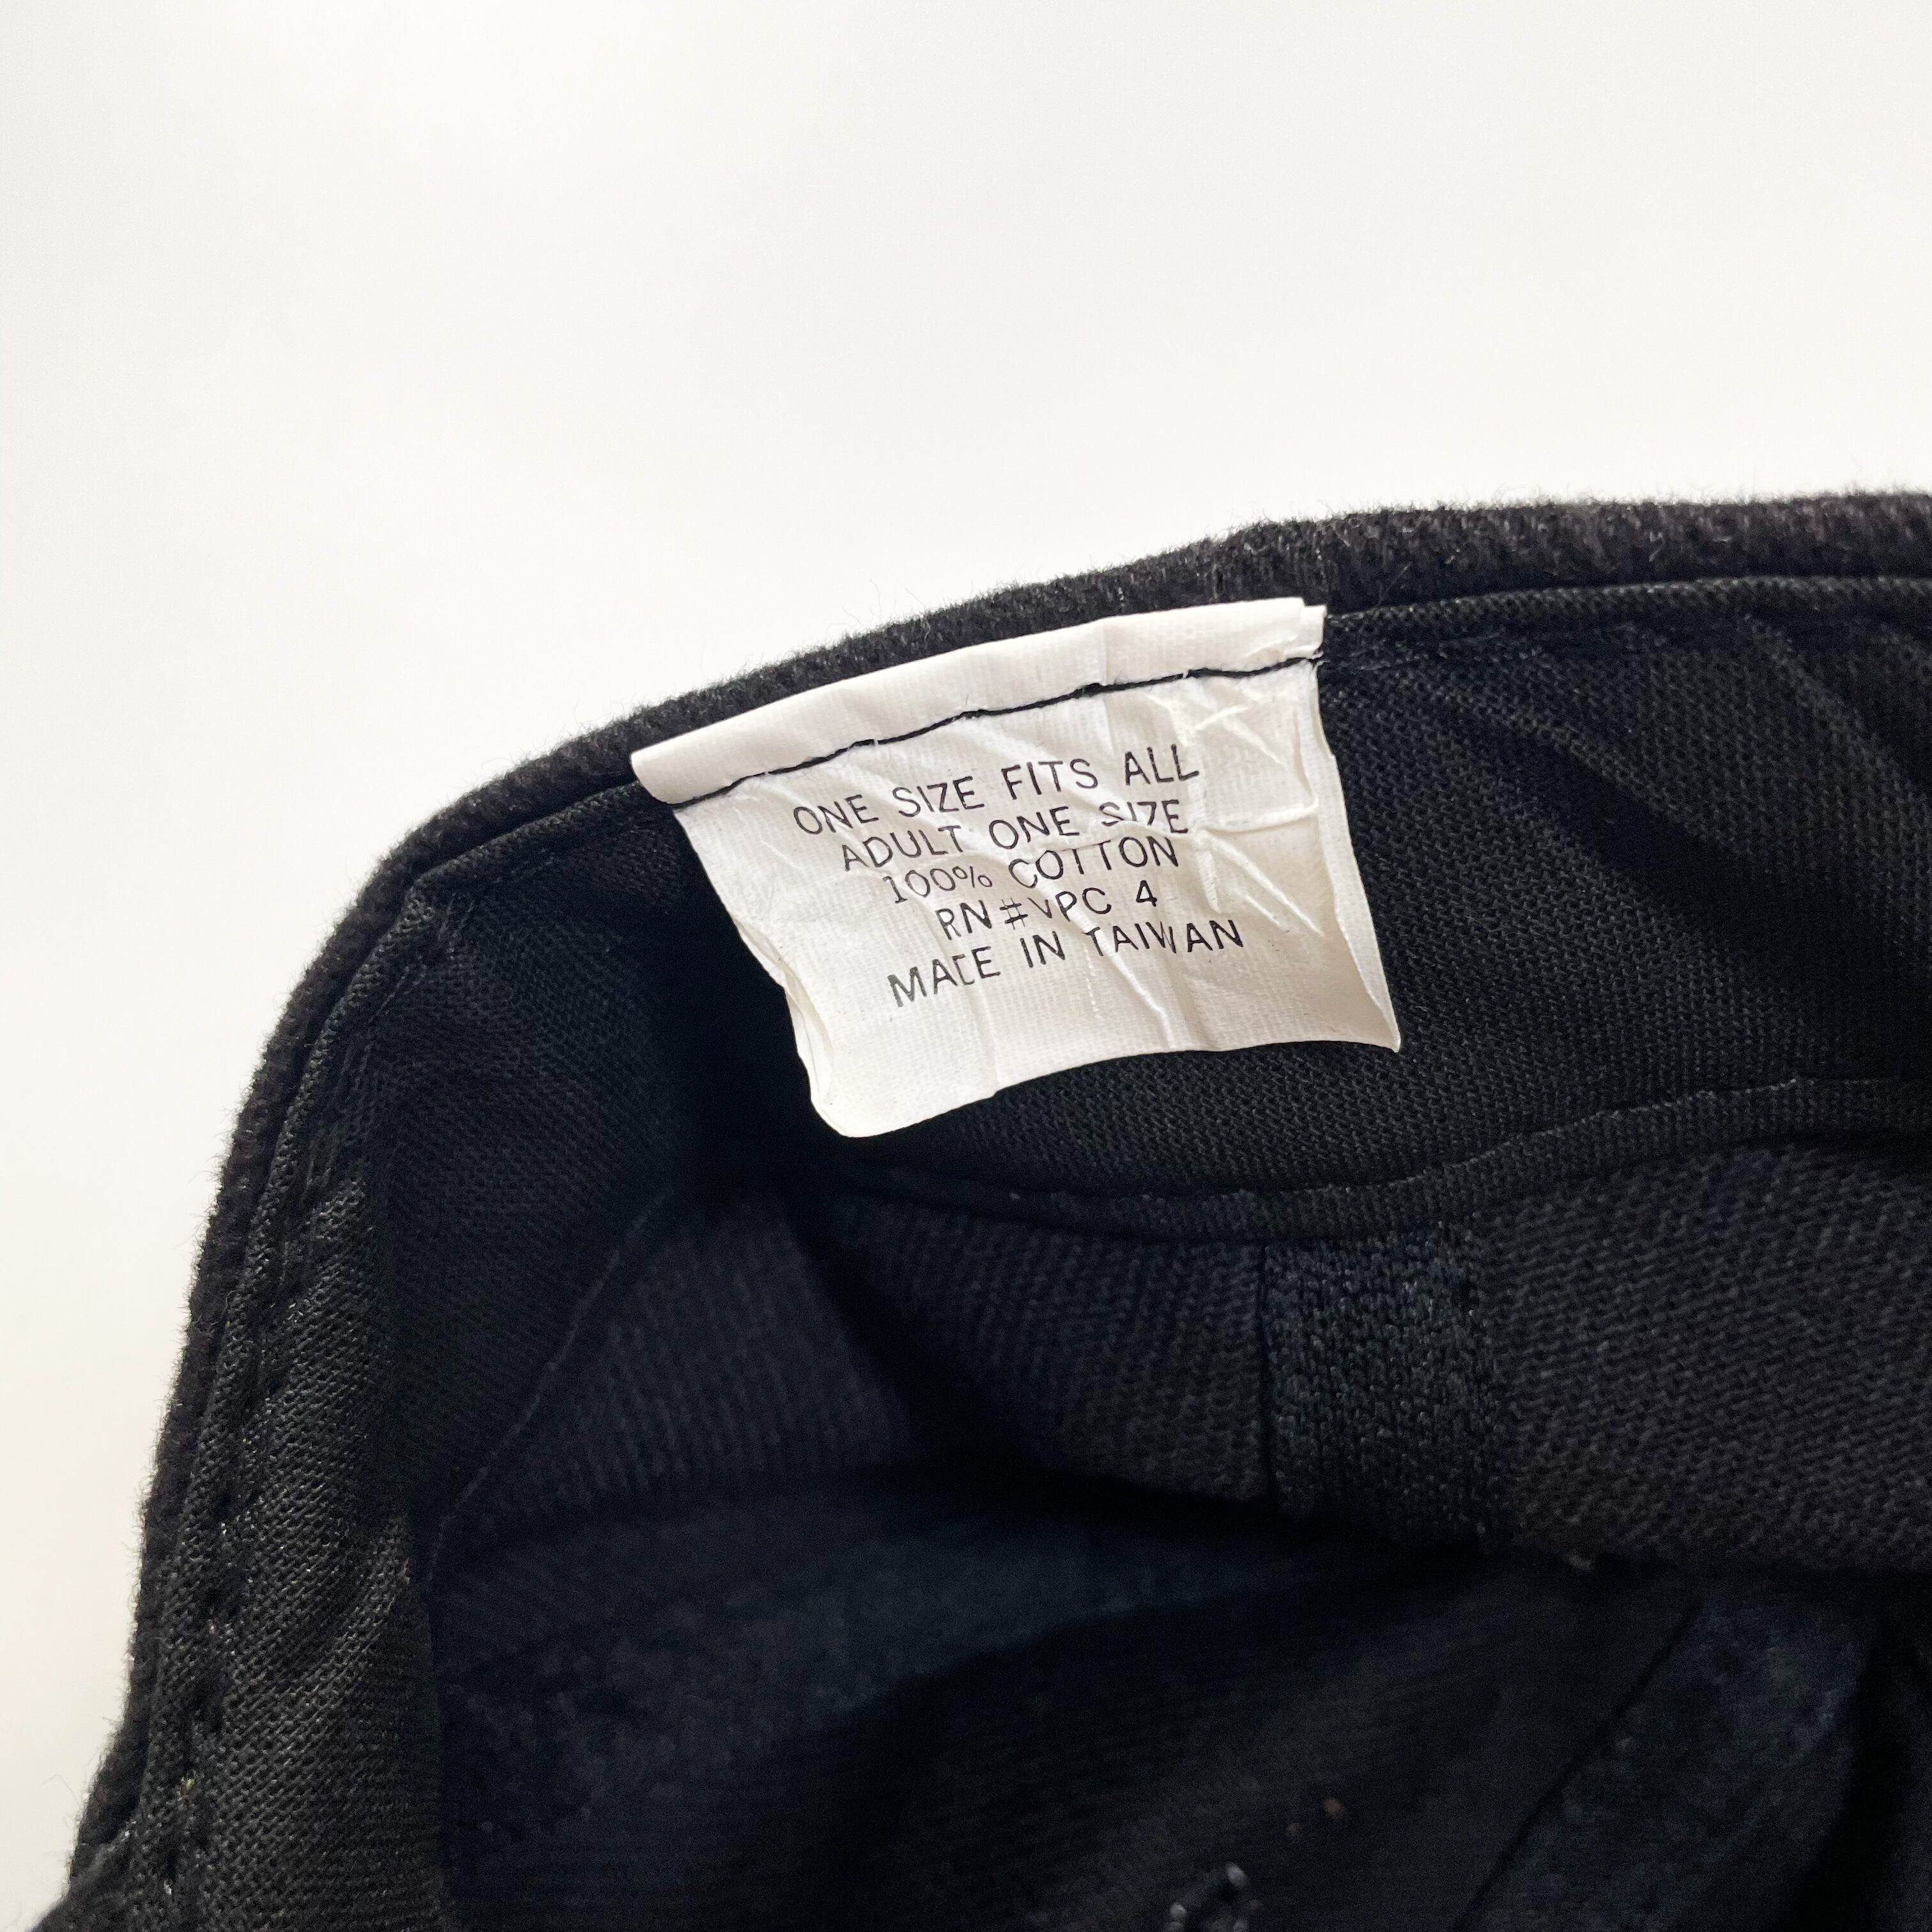 ONE SIZE FITS ALL
ADULT ONE SIZE
100% COTTON
RN#VPC 4
MADE IN TAIWAN